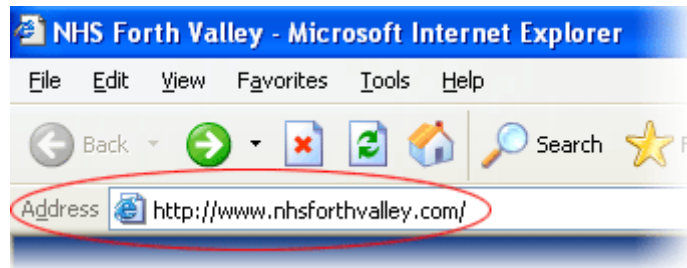 NHS Forth Valley - Microsoft Internet Explorer
File Edit View Favorites Tools Help
Back Search
Address http://www.nhsforthvalley.com/